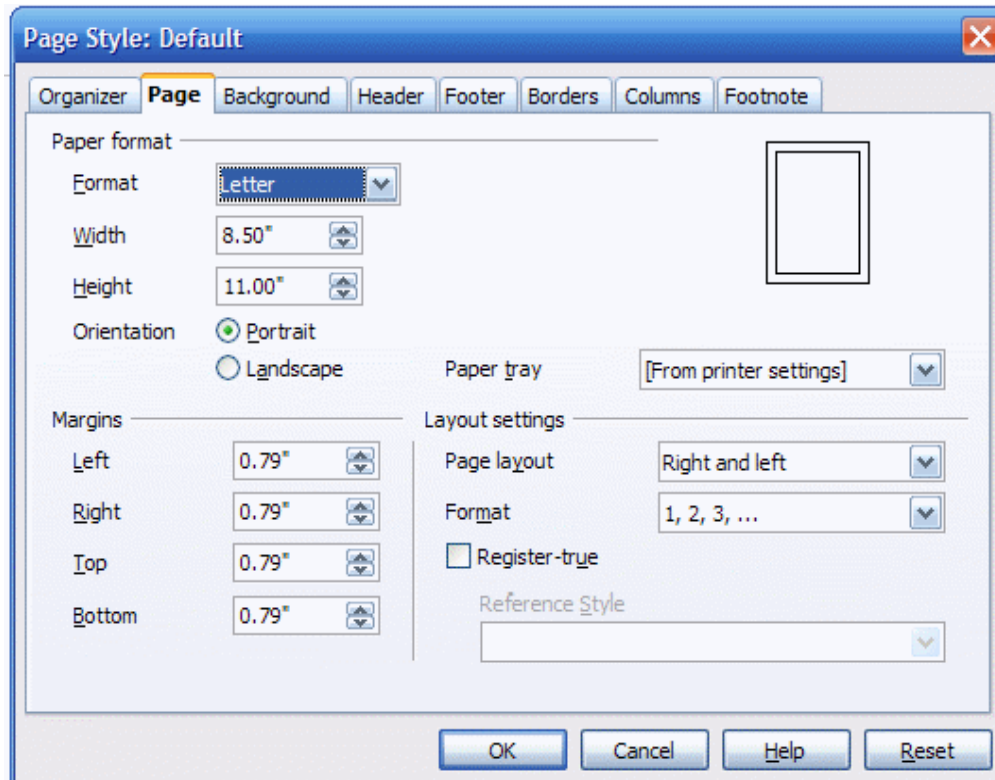 Page Style: Default
Organizer Page Background Header Footer Borders Columns Footnote
Paper format
Format Letter
Width 8.50"
Height 11.00"
Orientation Portrait
Landscape Paper tray [From printer settings]
Margins Layout settings
Left 0.79" Page layout Right and left
Right 0.79" Format 1, 2, 3, ...
Top 0.79" Register-true
Reference Style
Bottom 0.79"
OK Cancel Help Reset